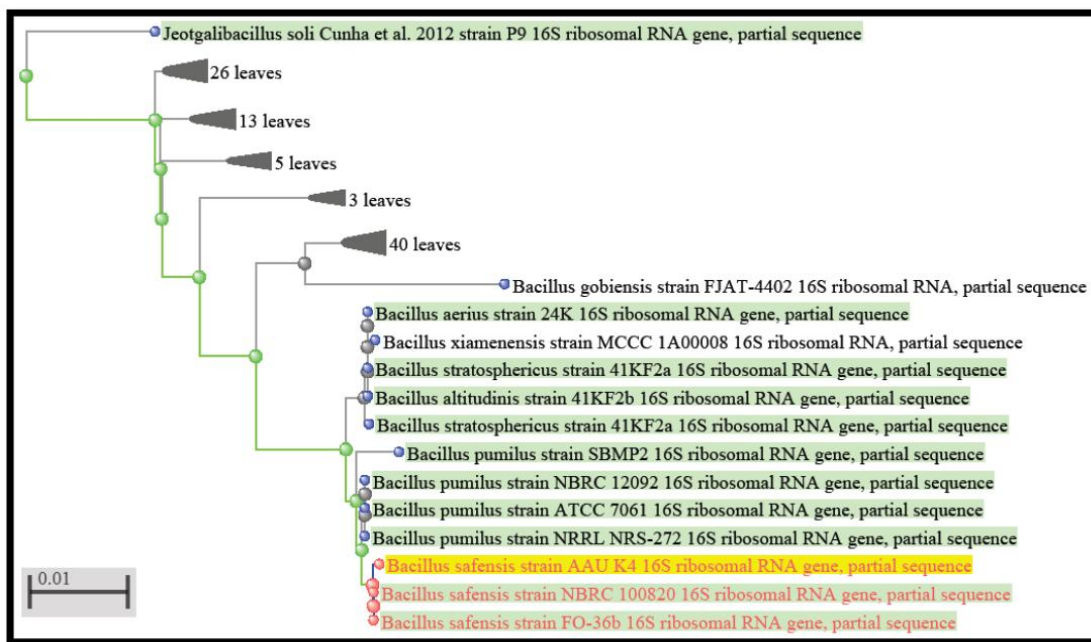 Jeotgalibacillus soli Cunha et al. 2012 strain P9 16S ribosomal RNA gene, partial sequence
26 leaves
13 leaves
5 leaves
3 leaves
40 leaves
Bacillus gobiensis strain FJAT-4402 16S ribosomal RNA, partial sequence
Bacillus aerius strain 24K 16S ribosomal RNA gene, partial sequence
Bacillus xiamenensis strain MCCC 1A00008 16S ribosomal RNA, partial sequence
Bacillus stratosphericus strain 41KF2a 16S ribosomal RNA gene, partial sequence
Bacillus altitudinis strain 41KF2b 16S ribosomal RNA gene, partial sequence
Bacillus stratosphericus strain 41KF2a 16S ribosomal RNA gene, partial sequence
Bacillus pumilus strain SBMP2 16S ribosomal RNA gene, partial sequence
Bacillus pumilus strain NBRC 12092 16S ribosomal RNA gene, partial sequence
Bacillus pumilus strain ATCC 7061 16S ribosomal RNA gene, partial sequence
Bacillus pumilus strain NRRL NRS-272 16S ribosomal RNA gene, partial sequence
Bacillus safensis strain AAU K4 16S ribosomal RNA gene, partial sequence
Bacillus safensis strain NBRC 100820 16S ribosomal RNA gene, partial sequence
Bacillus safensis strain FO-36b 16S ribosomal RNA gene, partial sequence
0.01